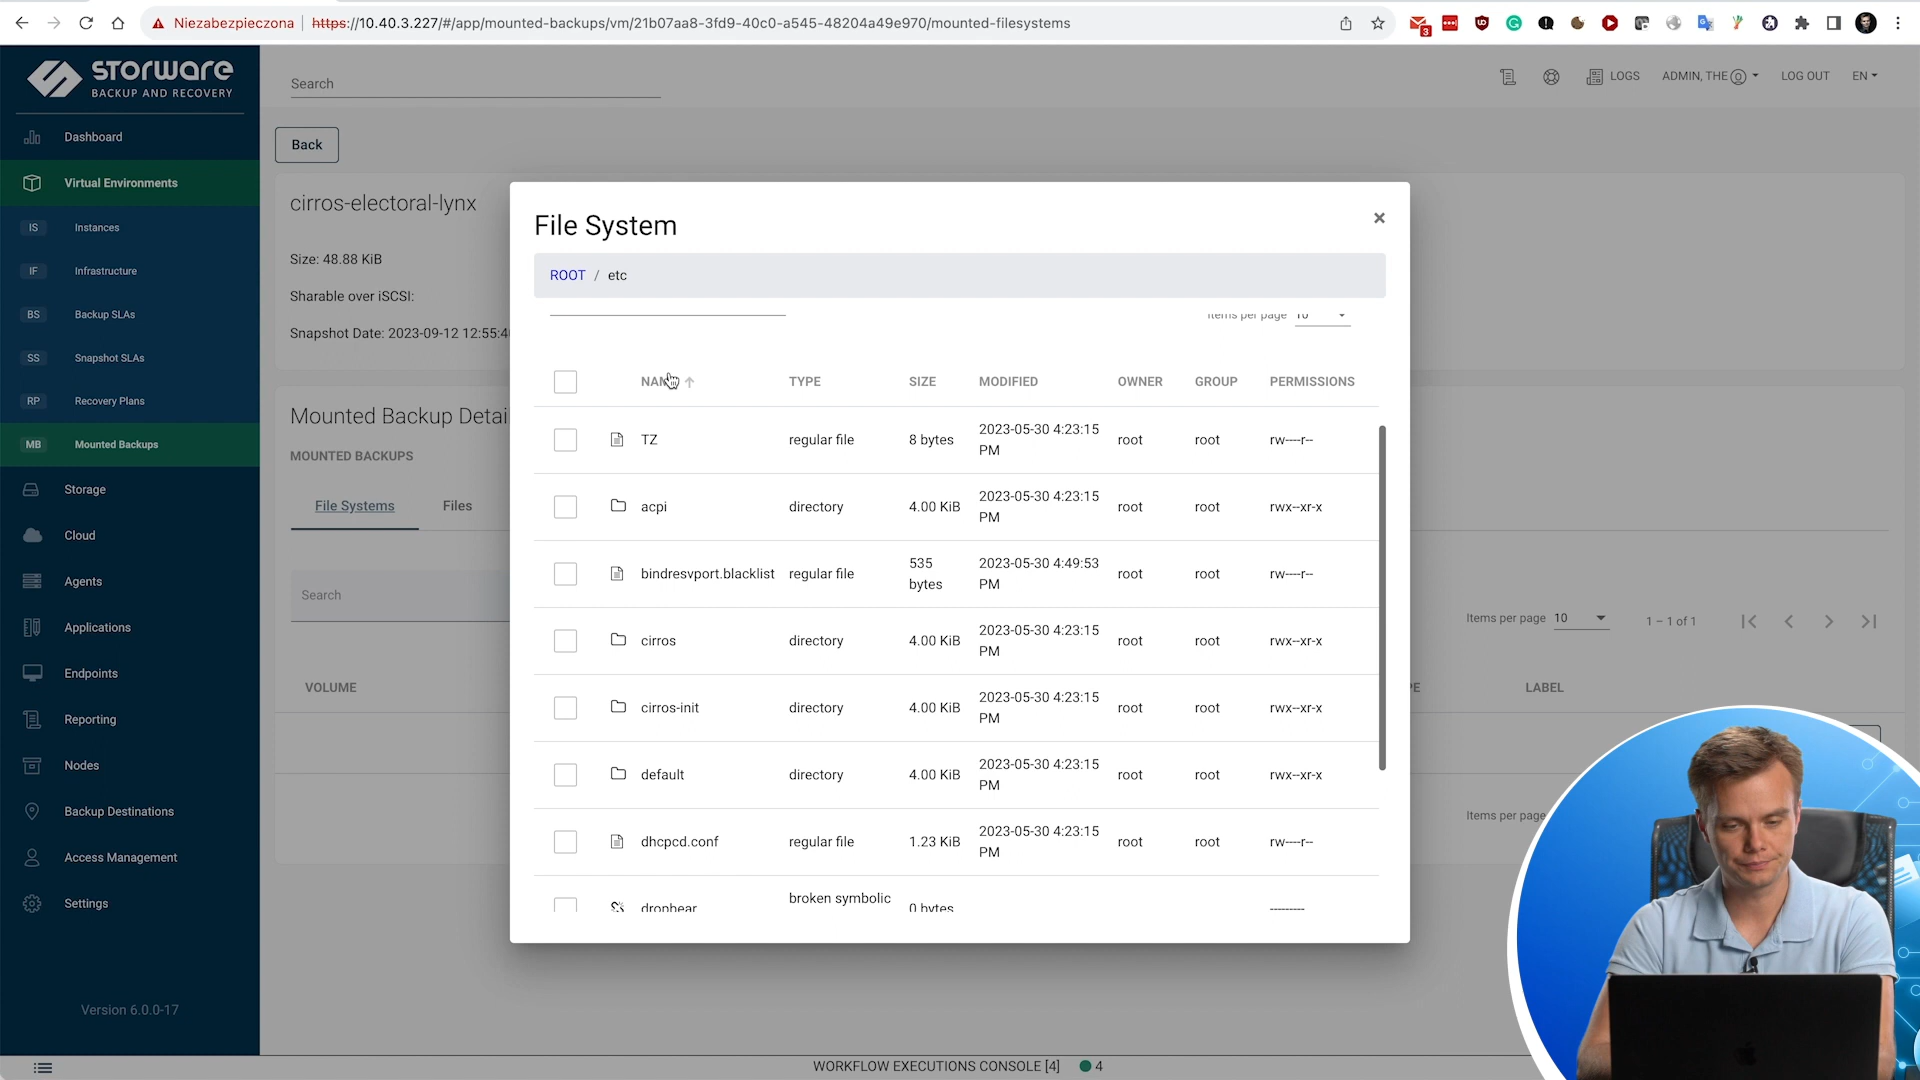 Niezabezpieczona | https://10.40.3.227/#/app/mounted-backups/vm/21b07aa8-3fd9-40c0-a545-48204a49e970/mounted-filesystems
3
STORWARE
BACKUP AND RECOVERY
Search
LOGS
ADMIN, THE
LOG OUT
EN
Dashboard
Virtual Environments
IS Instances
IF Infrastructure
BS Backup SLAs
SS Snapshot SLAs
RP Recovery Plans
MB Mounted Backups
Storage
Cloud
Agents
Applications
Endpoints
Reporting
Nodes
Backup Destinations
Access Management
Settings
Version 6.0.0-17
Back
cirros-electoral-lynx
Size: 48.88 KiB
Sharable over iSCSI:
Snapshot Date: 2023-09-12 12:55:4
Mounted Backup Detai
MOUNTED BACKUPS
File Systems Files
Search
Items per page 10 1 – 1 of 1
VOLUME
PE LABEL
Items per page
File System
×
ROOT / etc
Items per page 10
NAM TYPE SIZE MODIFIED OWNER GROUP PERMISSIONS
TZ regular file 8 bytes 2023-05-30 4:23:15 PM root root rw----r--
acpi directory 4.00 KiB 2023-05-30 4:23:15 PM root root rwx--xr-x
bindresvport.blacklist regular file 535 bytes 2023-05-30 4:49:53 PM root root rw----r--
cirros directory 4.00 KiB 2023-05-30 4:23:15 PM root root rwx--xr-x
cirros-init directory 4.00 KiB 2023-05-30 4:23:15 PM root root rwx--xr-x
default directory 4.00 KiB 2023-05-30 4:23:15 PM root root rwx--xr-x
dhcpcd.conf regular file 1.23 KiB 2023-05-30 4:23:15 PM root root rw----r--
dropbear broken symbolic 0 bytes ---------
WORKFLOW EXECUTIONS CONSOLE [4] 4